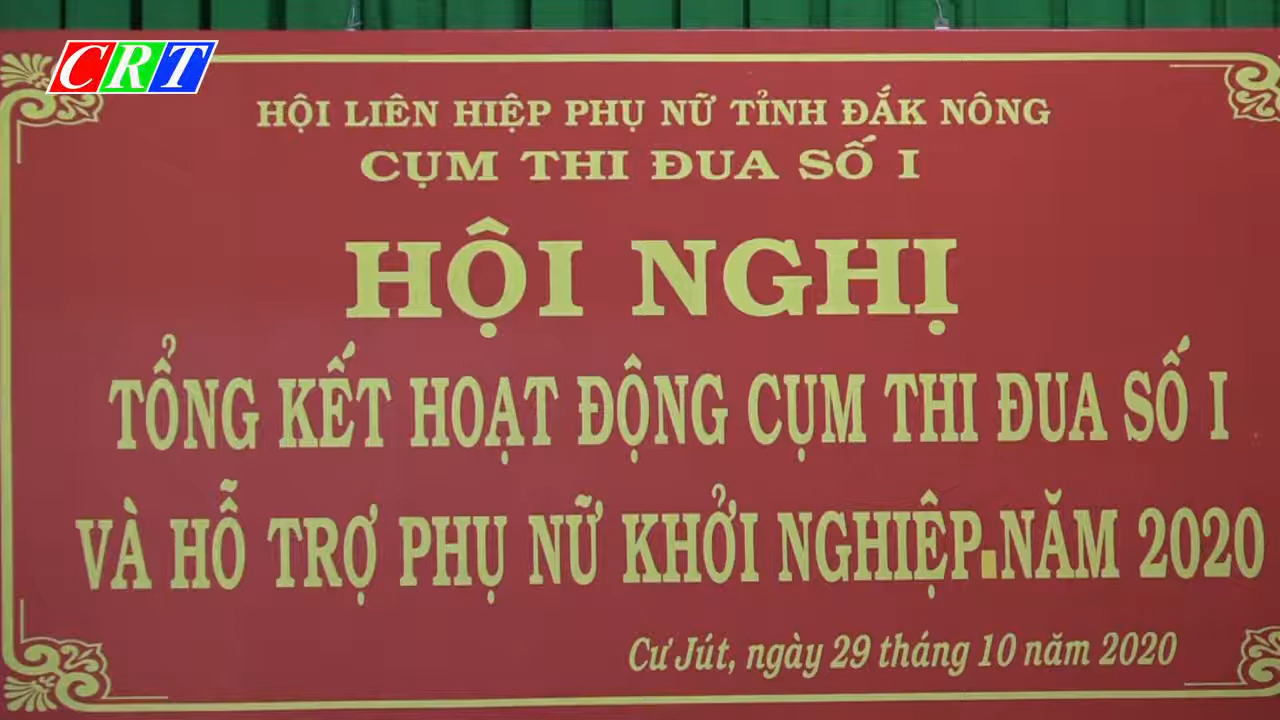 CRT
HỘI LIÊN HIỆP PHỤ NỮ TỈNH ĐẮK NÔNG
CỤM THI ĐUA SỐ I
HỘI NGHỊ
TỔNG KẾT HOẠT ĐỘNG CỤM THI ĐUA SỐ I
VÀ HỖ TRỢ PHỤ NỮ KHỞI NGHIỆP NĂM 2020
Cư Jút, ngày 29 tháng 10 năm 2020